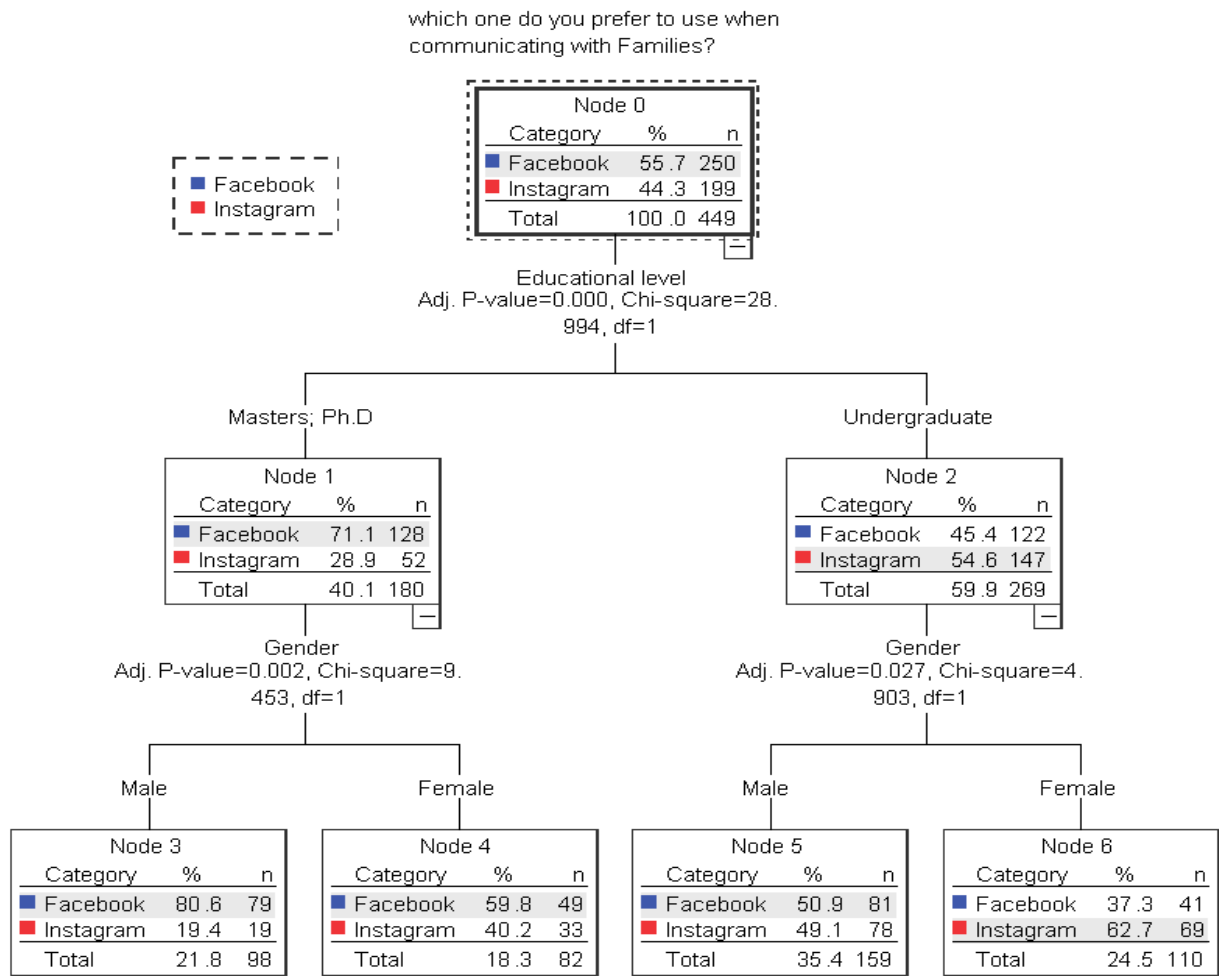 which one do you prefer to use when
communicating with Families?
Node 0
Category % n
Facebook 55 .7 250
Instagram 44 .3 199
Total 100 .0 449
Facebook
Instagram
Educational level
Adj. P-value=0.000, Chi-square=28.
994, df=1
Masters; Ph.D
Undergraduate
Node 1
Category % n
Facebook 71 .1 128
Instagram 28 .9 52
Total 40 .1 180
Node 2
Category % n
Facebook 45 .4 122
Instagram 54 .6 147
Total 59 .9 269
Gender
Adj. P-value=0.002, Chi-square=9.
453, df=1
Gender
Adj. P-value=0.027, Chi-square=4.
903, df=1
Male
Female
Male
Female
Node 3
Category % n
Facebook 80 .6 79
Instagram 19 .4 19
Total 21 .8 98
Node 4
Category % n
Facebook 59 .8 49
Instagram 40 .2 33
Total 18 .3 82
Node 5
Category % n
Facebook 50 .9 81
Instagram 49 .1 78
Total 35 .4 159
Node 6
Category % n
Facebook 37 .3 41
Instagram 62 .7 69
Total 24 .5 110